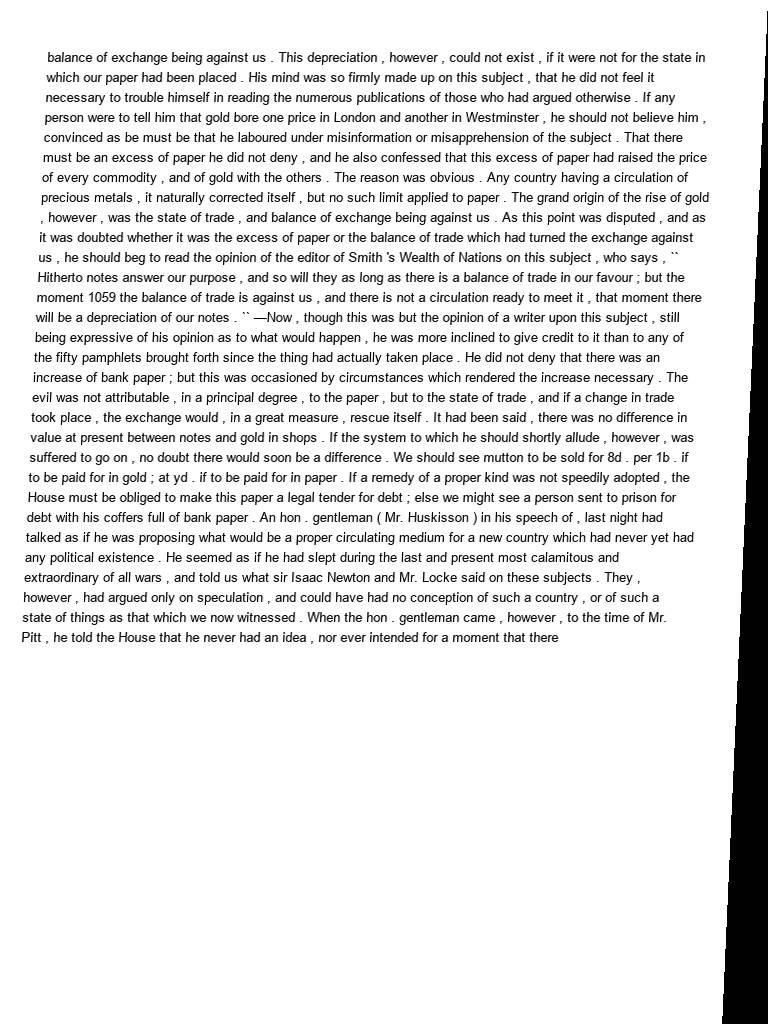 balance of exchange being against us . This depreciation , however , could not exist , if it were not for the state in
which our paper had been placed . His mind was so firmly made up on this subject , that he did not feel it
necessary to trouble himself in reading the numerous publications of those who had argued otherwise . If any
person were to tell him that gold bore one price in London and another in Westminster , he should not believe him ,
convinced as be must be that he laboured under misinformation or misapprehension of the subject . That there
must be an excess of paper he did not deny , and he also confessed that this excess of paper had raised the price
of every commodity , and of gold with the others . The reason was obvious . Any country having a circulation of
precious metals , it naturally corrected itself , but no such limit applied to paper . The grand origin of the rise of gold
, however , was the state of trade , and balance of exchange being against us . As this point was disputed , and as
it was doubted whether it was the excess of paper or the balance of trade which had turned the exchange against
us , he should beg to read the opinion of the editor of Smith 's Wealth of Nations on this subject , who says , ``
Hitherto notes answer our purpose , and so will they as long as there is a balance of trade in our favour ; but the
moment 1059 the balance of trade is against us , and there is not a circulation ready to meet it , that moment there
will be a depreciation of our notes . `` —Now , though this was but the opinion of a writer upon this subject , still
being expressive of his opinion as to what would happen , he was more inclined to give credit to it than to any of
the fifty pamphlets brought forth since the thing had actually taken place . He did not deny that there was an
increase of bank paper ; but this was occasioned by circumstances which rendered the increase necessary . The
evil was not attributable , in a principal degree , to the paper , but to the state of trade , and if a change in trade
took place , the exchange would , in a great measure , rescue itself . It had been said , there was no difference in
value at present between notes and gold in shops . If the system to which he should shortly allude , however , was
suffered to go on , no doubt there would soon be a difference . We should see mutton to be sold for 8d . per 1b . if
to be paid for in gold ; at yd . if to be paid for in paper . If a remedy of a proper kind was not speedily adopted , the
House must be obliged to make this paper a legal tender for debt ; else we might see a person sent to prison for
debt with his coffers full of bank paper . An hon . gentleman ( Mr. Huskisson ) in his speech of , last night had
talked as if he was proposing what would be a proper circulating medium for a new country which had never yet had
any political existence . He seemed as if he had slept during the last and present most calamitous and
extraordinary of all wars , and told us what sir Isaac Newton and Mr. Locke said on these subjects . They ,
however , had argued only on speculation , and could have had no conception of such a country , or of such a
state of things as that which we now witnessed . When the hon . gentleman came , however , to the time of Mr.
Pitt , he told the House that he never had an idea , nor ever intended for a moment that there